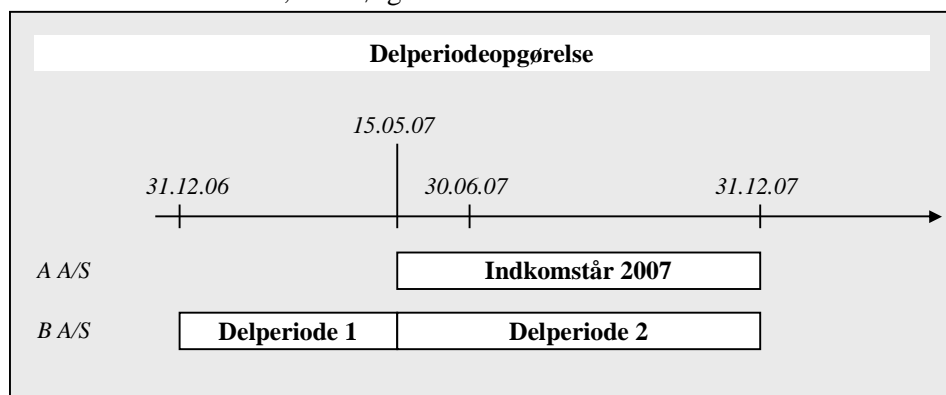 Delperiodeopgørelse
15.05.07
31.12.06 30.06.07 31.12.07
A A/S Indkomstår 2007
B A/S Delperiode 1 Delperiode 2